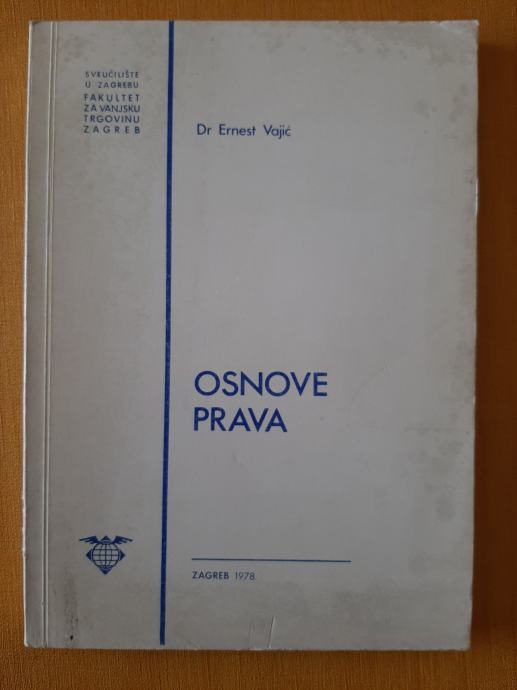 SVEUČILIŠTE
U ZAGREBU
FAKULTET
ZA VANJSKU
TRGOVINU
ZAGREB
Dr Ernest Vajić
OSNOVE
PRAVA
ZAGREB 1978.